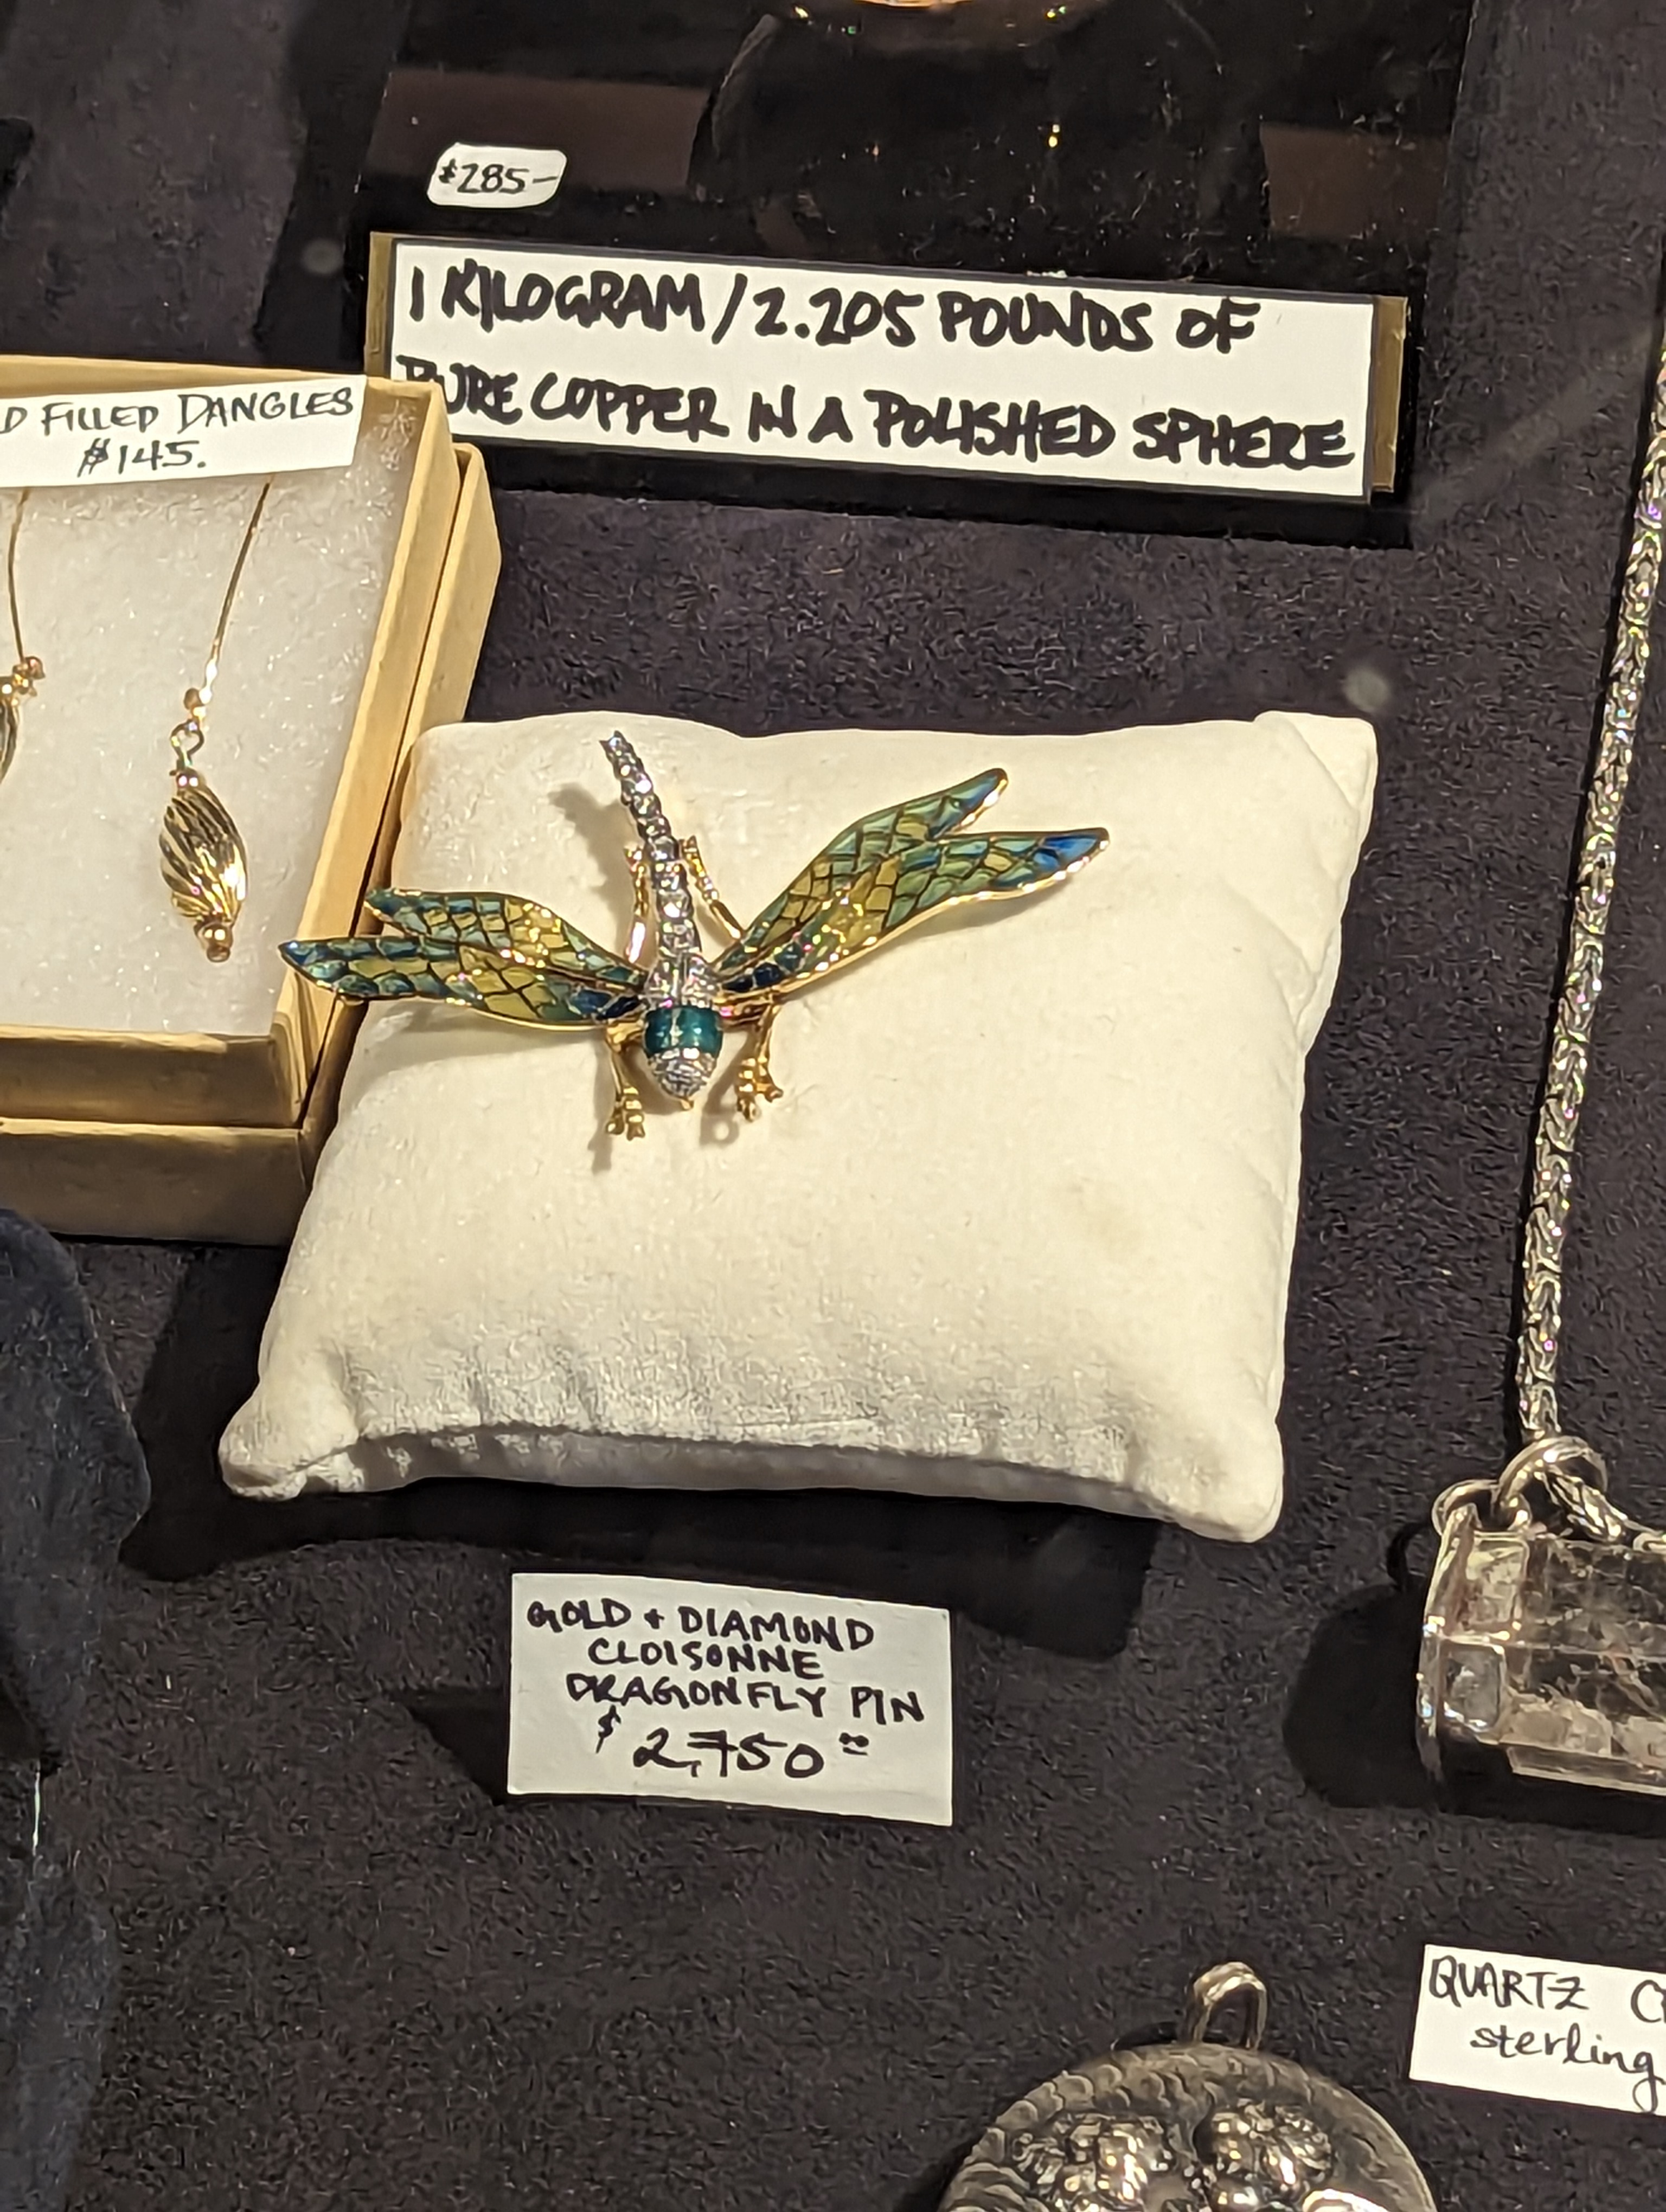 $285—
1 KILOGRAM / 2.205 POUNDS OF
PURE COPPER IN A POLISHED SPHERE
D FILLED DANGLES
$145.
GOLD + DIAMOND
CLOISONNE
DRAGONFLY PIN
$ 2,750 00
QUARTZ
sterling